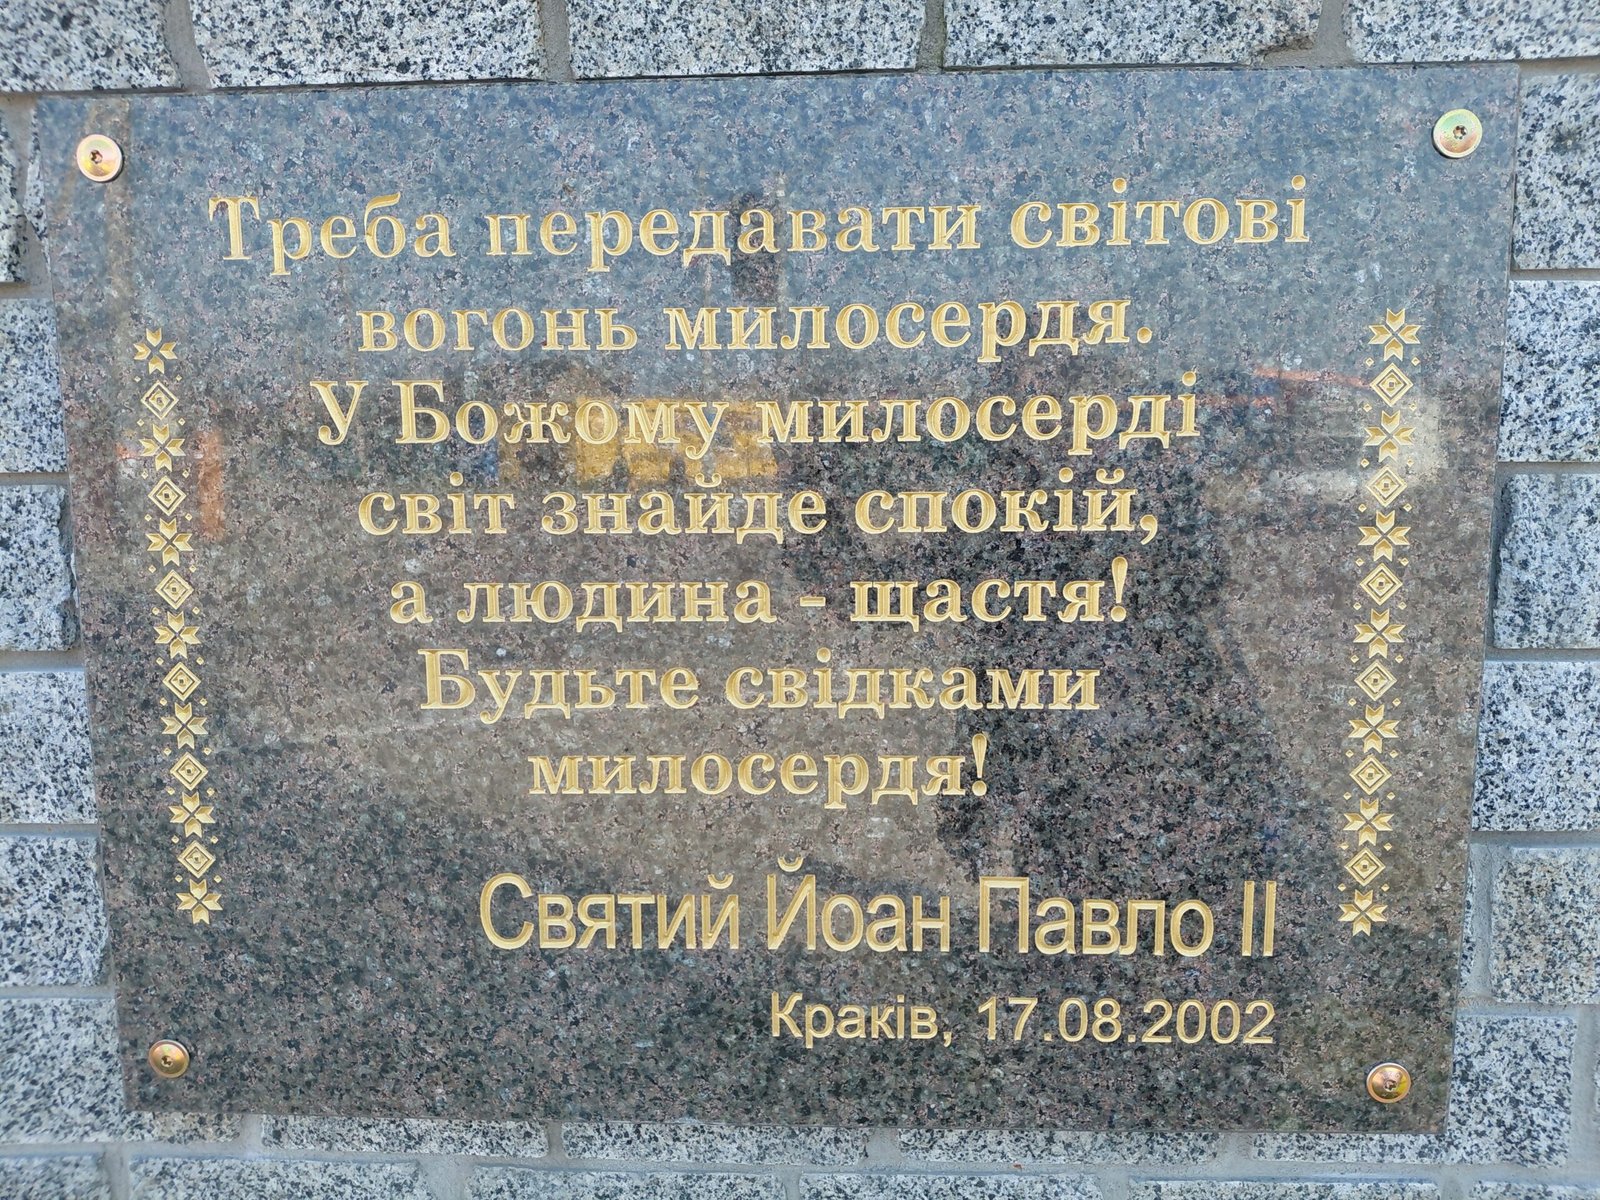 Треба передавати світові
вогонь милосердя.
У Божому милосерді
світ знайде спокій,
а людина - щастя!
Будьте свідками
милосердя!
Святий Йоан Павло II
Краків, 17.08.2002